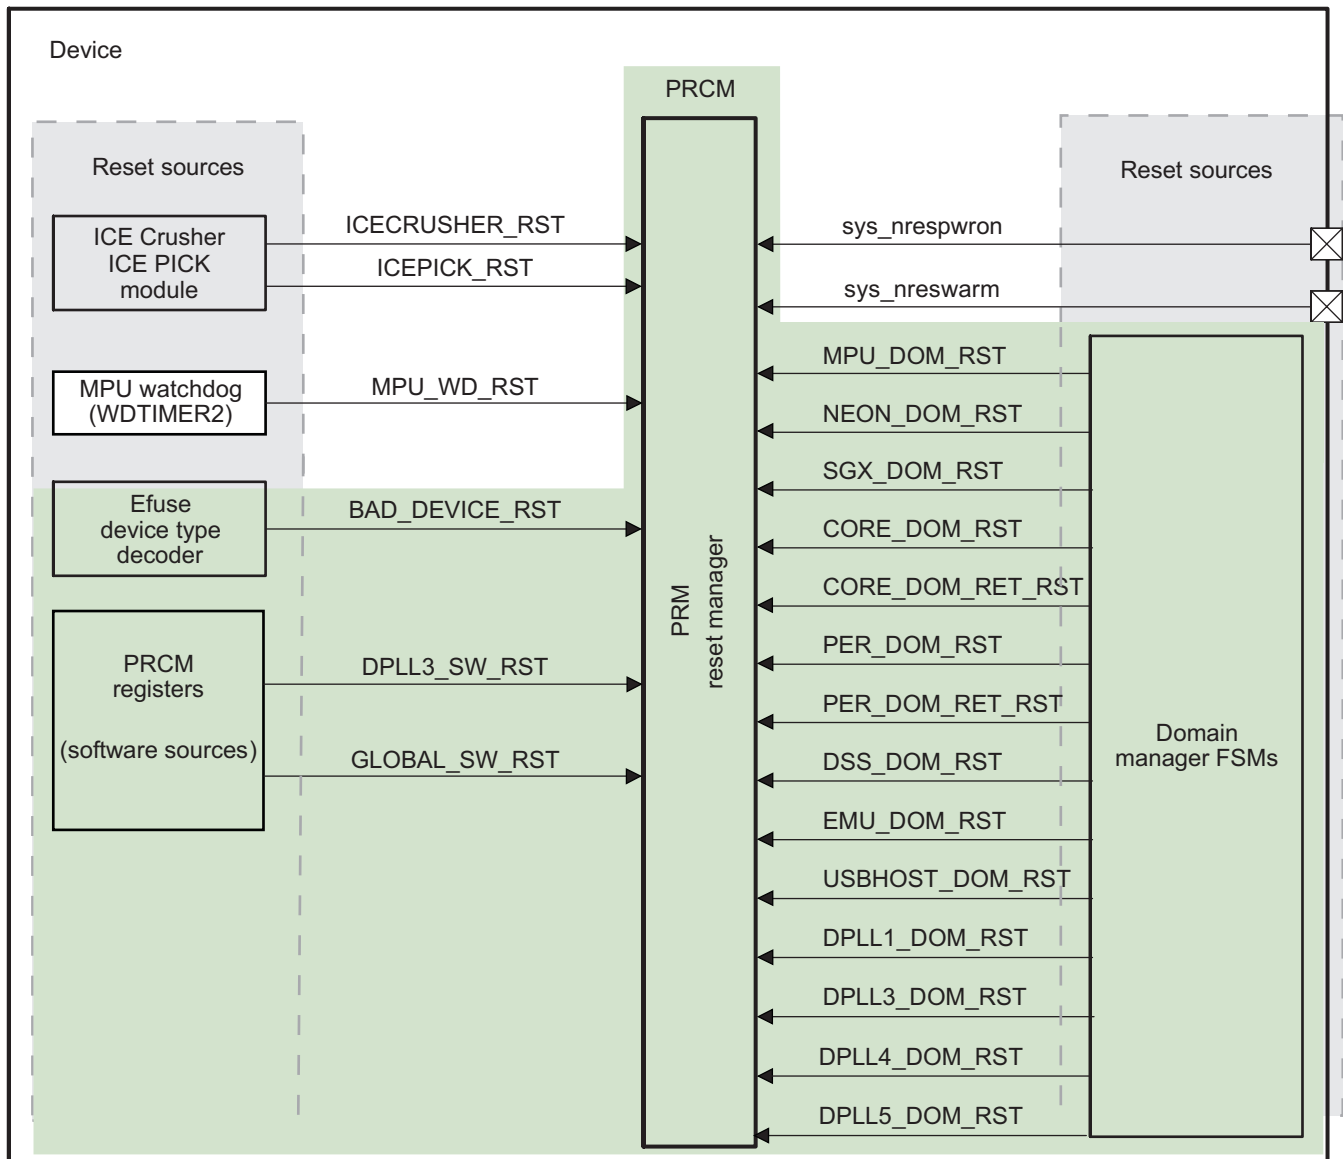 Device
PRCM
Reset sources
ICE Crusher
ICE PICK
module
ICECRUSHER_RST
ICEPICK_RST
MPU watchdog
(WDTIMER2)
MPU_WD_RST
Efuse
device type
decoder
BAD_DEVICE_RST
PRCM
registers
(software sources)
DPLL3_SW_RST
GLOBAL_SW_RST
PRM
reset manager
Reset sources
sys_nrespwron
sys_nreswarm
MPU_DOM_RST
NEON_DOM_RST
SGX_DOM_RST
CORE_DOM_RST
CORE_DOM_RET_RST
PER_DOM_RST
PER_DOM_RET_RST
DSS_DOM_RST
EMU_DOM_RST
USBHOST_DOM_RST
DPLL1_DOM_RST
DPLL3_DOM_RST
DPLL4_DOM_RST
DPLL5_DOM_RST
Domain
manager FSMs